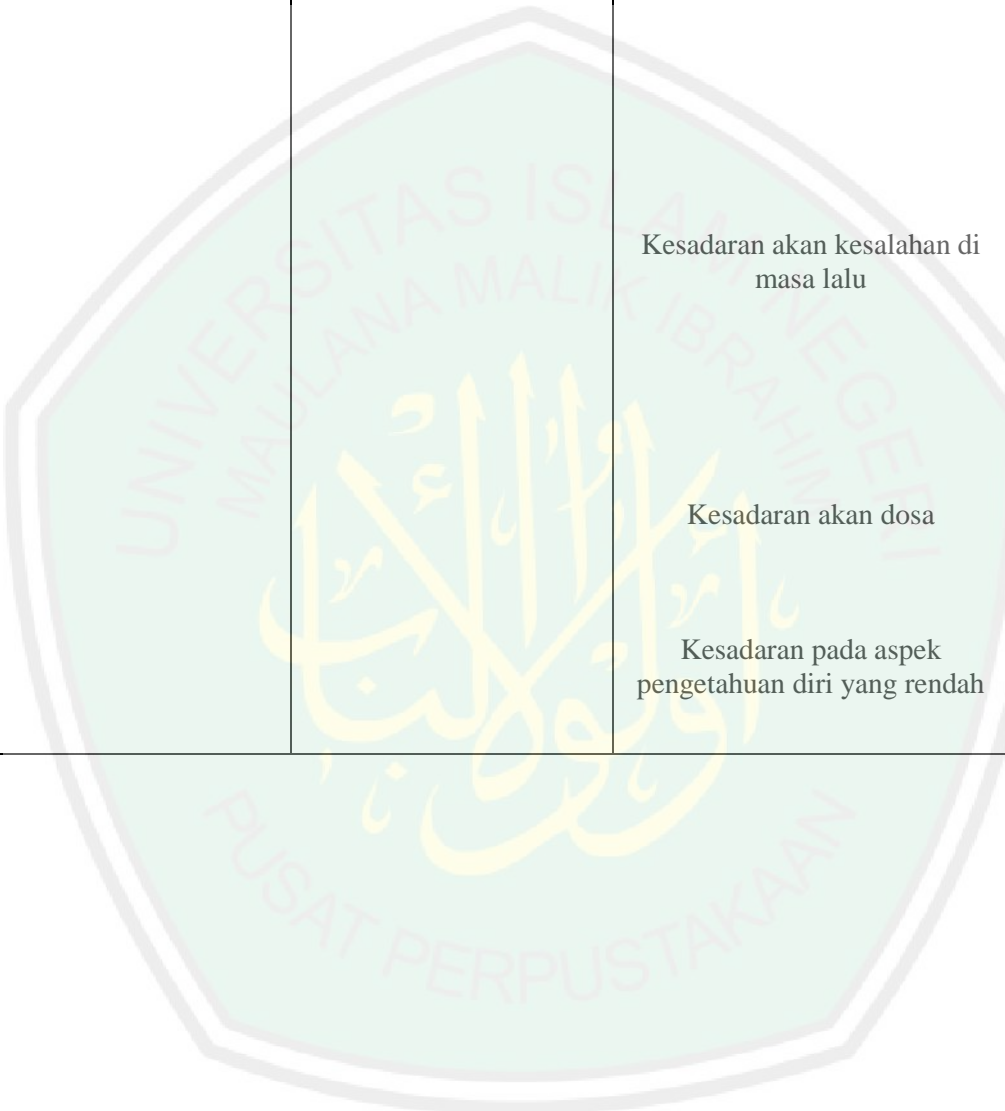 UNIVERSITAS ISLAM NEGERI
MAULANA MALIK IBRAHIM
Kesadaran akan kesalahan di
masa lalu
Kesadaran akan dosa
Kesadaran pada aspek
pengetahuan diri yang rendah
PUSAT PERPUSTAKAAN